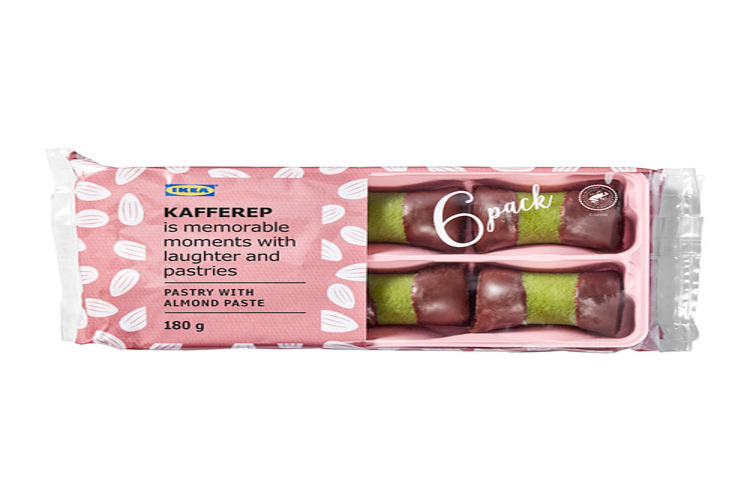 IKEA
KAFFEREP
is memorable
moments with
laughter and
pastries
PASTRY WITH
ALMOND PASTE
180 g
6 pack